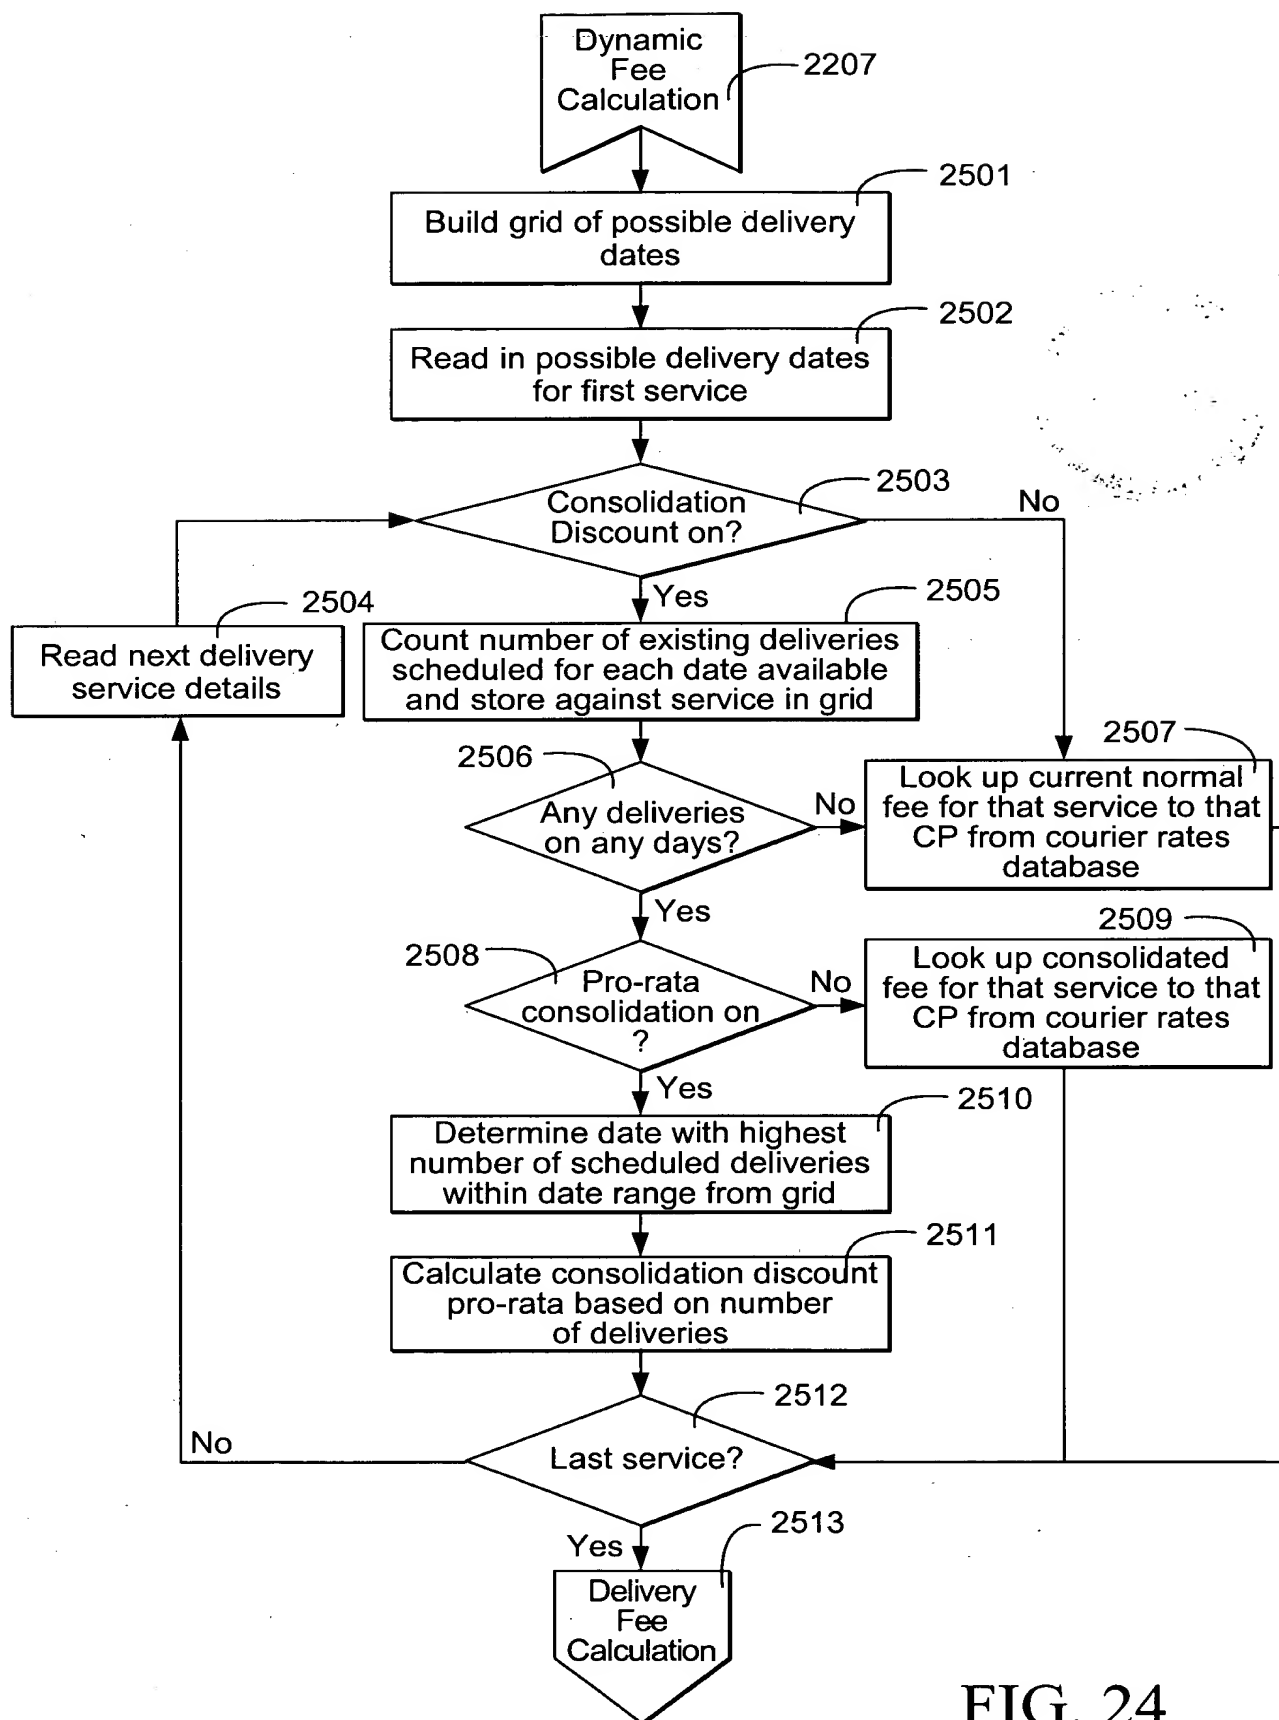 Dynamic
Fee
Calculation
2207
2501
Build grid of possible delivery
dates
2502
Read in possible delivery dates
for first service
2503
Consolidation
Discount on?
No
Yes
2504
Read next delivery
service details
2505
Count number of existing deliveries
scheduled for each date available
and store against service in grid
2506
Any deliveries
on any days?
No
2507
Look up current normal
fee for that service to that
CP from courier rates
database
Yes
2508
Pro-rata
consolidation on
?
No
2509
Look up consolidated
fee for that service to that
CP from courier rates
database
Yes
2510
Determine date with highest
number of scheduled deliveries
within date range from grid
2511
Calculate consolidation discount
pro-rata based on number
of deliveries
2512
Last service?
No
Yes
2513
Delivery
Fee
Calculation
FIG. 24